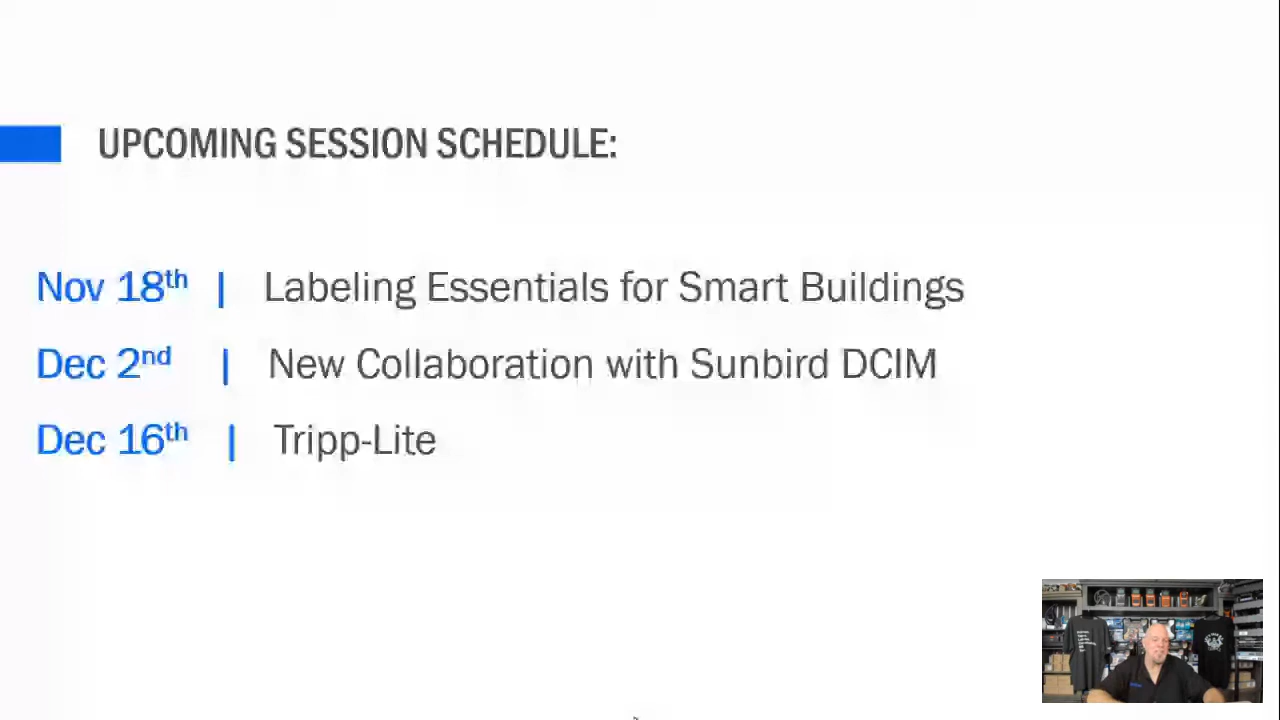 UPCOMING SESSION SCHEDULE:
Nov 18th | Labeling Essentials for Smart Buildings
Dec 2nd | New Collaboration with Sunbird DCIM
Dec 16th | Tripp-Lite